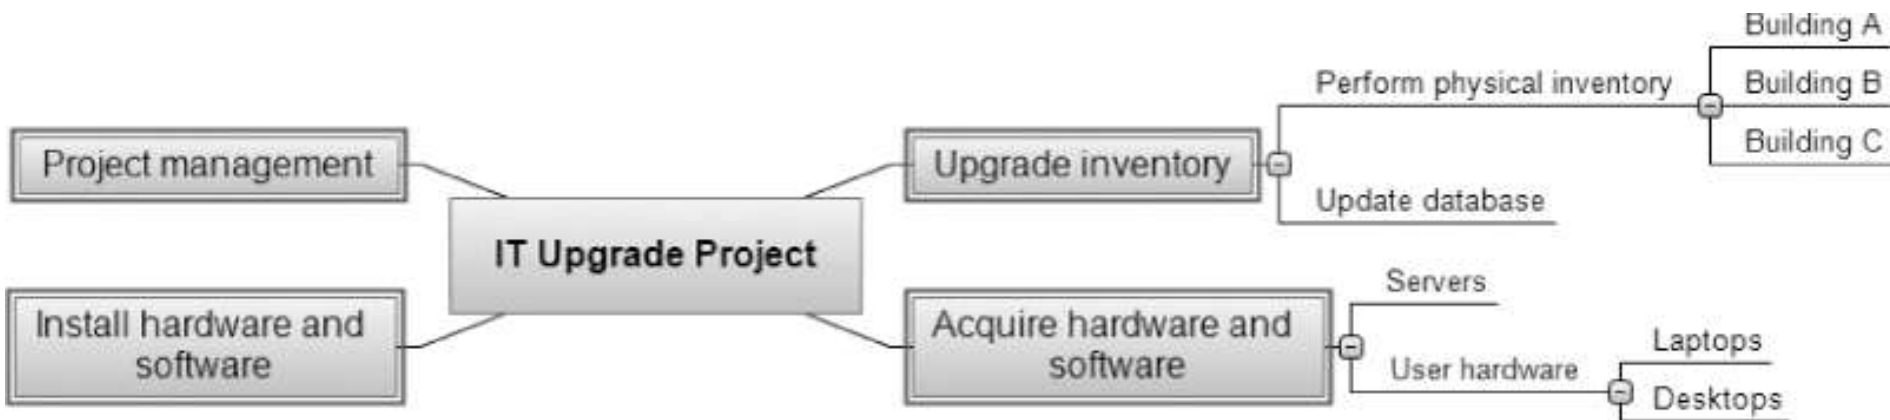 Project management
Install hardware and
software
IT Upgrade Project
Upgrade inventory
Perform physical inventory
Building A
Building B
Building C
Update database
Acquire hardware and
software
Servers
User hardware
Laptops
Desktops